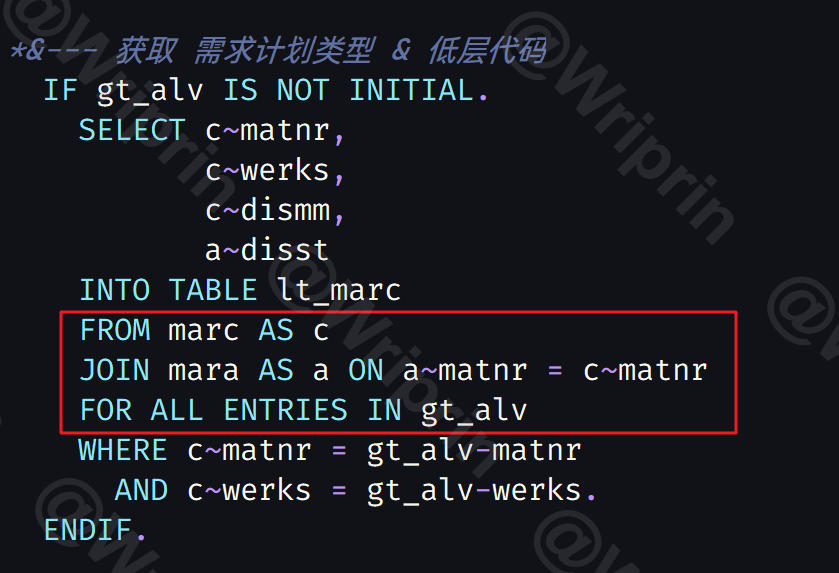 *&--- 获取 需求计划类型 & 低层代码
IF gt_alv IS NOT INITIAL.
SELECT c~matnr,
c~werks,
c~dismm,
a~disst
INTO TABLE lt_marc
FROM marc AS c
JOIN mara AS a ON a~matnr = c~matnr
FOR ALL ENTRIES IN gt_alv
WHERE c~matnr = gt_alv-matnr
AND c~werks = gt_alv-werks.
ENDIF.
@Wriprin
@Wriprin
@Wriprin
@W
@Wri
@W